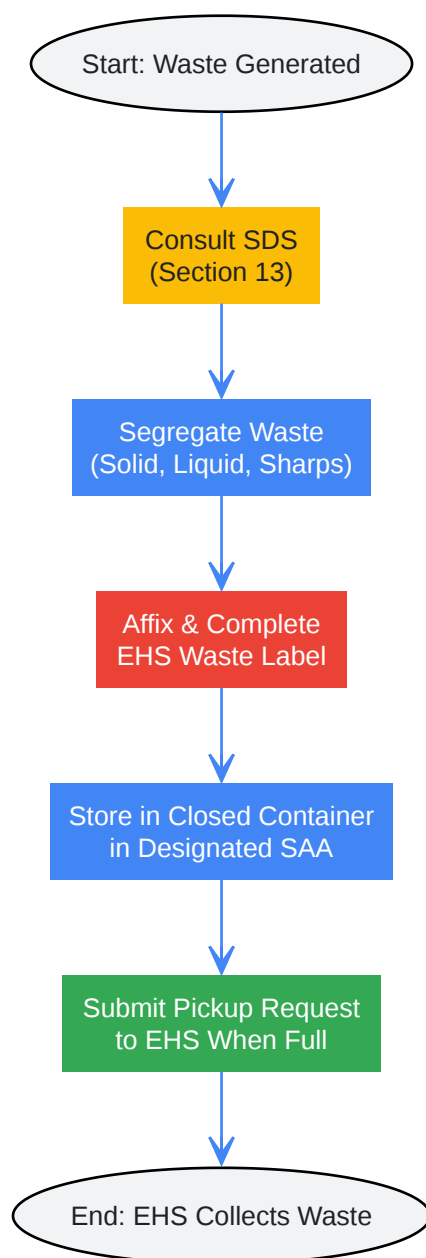 Start: Waste Generated
Consult SDS
(Section 13)
Segregate Waste
(Solid, Liquid, Sharps)
Affix & Complete
EHS Waste Label
Store in Closed Container
in Designated SAA
Submit Pickup Request
to EHS When Full
End: EHS Collects Waste